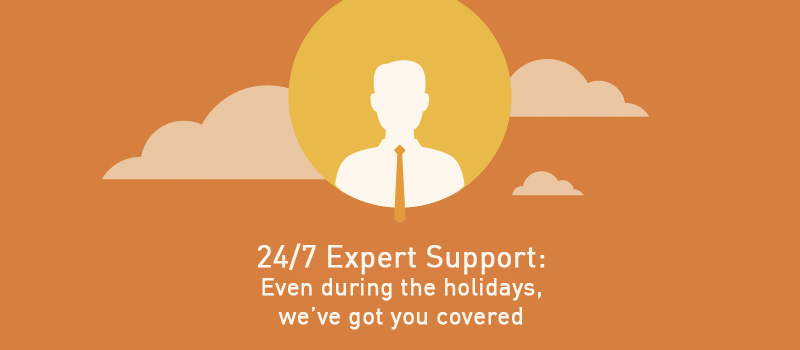 24/7 Expert Support:
Even during the holidays,
we've got you covered